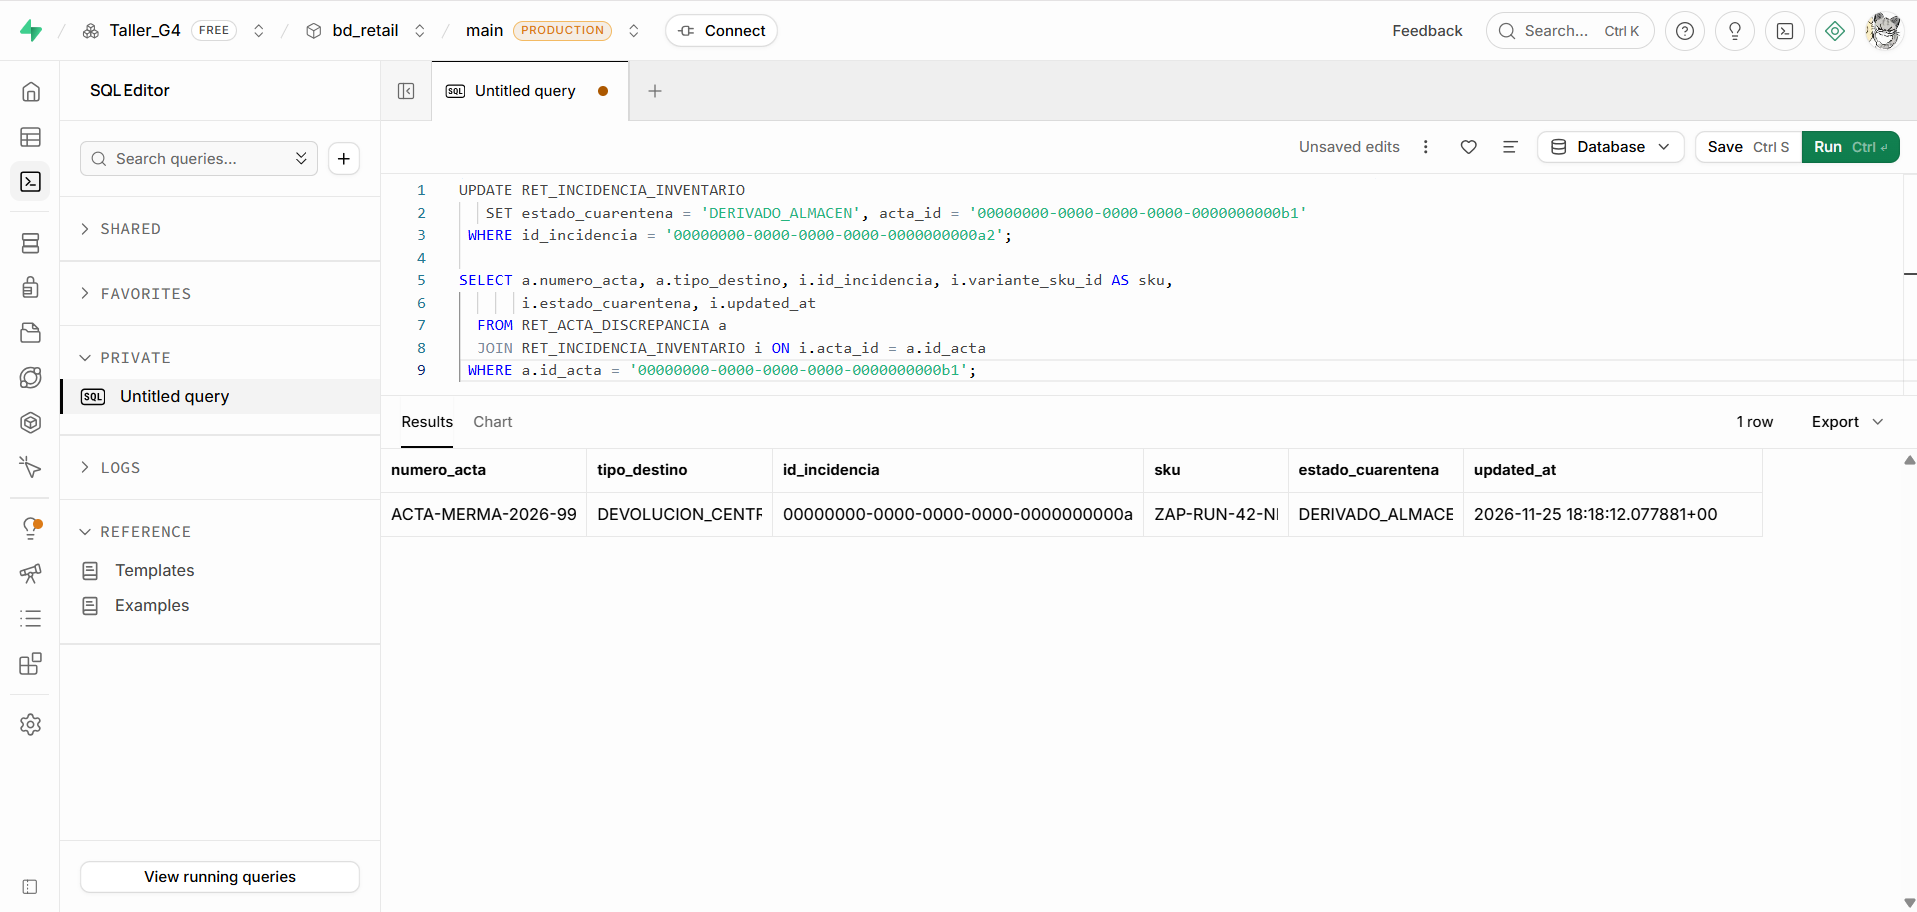 Taller_G4 FREE bd_retail main PRODUCTION Connect Feedback Search... Ctrl K
SQL Editor
SQL Untitled query
Search queries...
Unsaved edits Database Save Ctrl S Run Ctrl ↵
SHARED
FAVORITES
PRIVATE
SQL Untitled query
LOGS
REFERENCE
Templates
Examples
View running queries
1 UPDATE RET_INCIDENCIA_INVENTARIO
2 SET estado_cuarentena = 'DERIVADO_ALMACEN', acta_id = '00000000-0000-0000-0000-0000000000b1'
3 WHERE id_incidencia = '00000000-0000-0000-0000-0000000000a2';
4
5 SELECT a.numero_acta, a.tipo_destino, i.id_incidencia, i.variante_sku_id AS sku,
6 i.estado_cuarentena, i.updated_at
7 FROM RET_ACTA_DISCREPANCIA a
8 JOIN RET_INCIDENCIA_INVENTARIO i ON i.acta_id = a.id_acta
9 WHERE a.id_acta = '00000000-0000-0000-0000-0000000000b1';
Results Chart 1 row Export
numero_acta tipo_destino id_incidencia sku estado_cuarentena updated_at
ACTA-MERMA-2026-99 DEVOLUCION_CENTR 00000000-0000-0000-0000-0000000000a ZAP-RUN-42-N DERIVADO_ALMACE 2026-11-25 18:18:12.077881+00